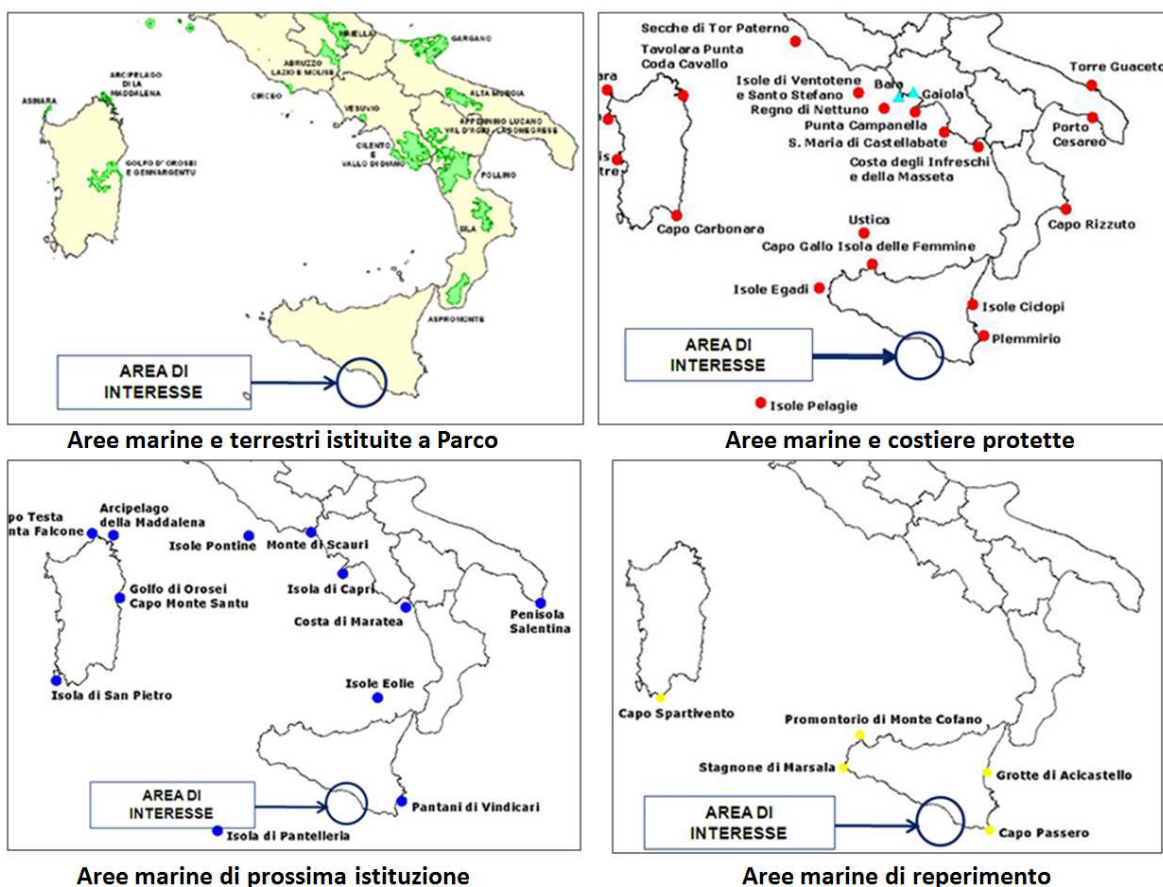 MAIELLA
GARGANO
ABRUZZO
LAZIO E MOLISE
ARCIPELAGO
DI LA
MADDALENA
ASINARA
CIRCEO
ALTA MURGIA
VESUVIO
APPENNINO LUCANO
VAL D'AGRI - LAGONEGRESE
CILENTO
E
VALLO DI DIANO
GOLFO D' OROSEI
E GENNARGENTU
POLLINO
SILA
ASPROMONTE
AREA DI
INTERESSE
Aree marine e terrestri istituite a Parco
Secche di Tor Paterno
Tavolara Punta
Coda Cavallo
Torre Guaceto
ara
Isole di Ventotene
e Santo Stefano
Baia
Gaiola
Regno di Nettuno
Punta Campanella
Porto
Cesareo
S. Maria di Castellabate
is
tre
Costa degli Infreschi
e della Masseta
Capo Carbonara
Ustica
Capo Rizzuto
Capo Gallo Isola delle Femmine
Isole Egadi
Isole Ciclopi
Plemmirio
AREA DI
INTERESSE
Isole Pelagie
Aree marine e costiere protette
po Testa
nta Falcone
Arcipelago
della Maddalena
Isole Pontine
Monte di Scauri
Isola di Capri
Golfo di Orosei
Capo Monte Santu
Costa di Maratea
Penisola
Salentina
Isola di San Pietro
Isole Eolie
AREA DI
INTERESSE
Pantani di Vindicari
Isola di Pantelleria
Aree marine di prossima istituzione
Capo Spartivento
Promontorio di Monte Cofano
Stagnone di Marsala
Grotte di Acicastello
AREA DI
INTERESSE
Capo Passero
Aree marine di reperimento